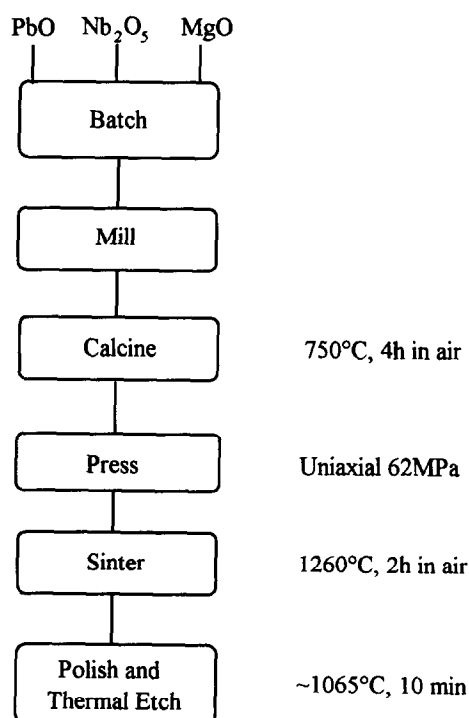 PbO Nb₂O₅ MgO
Batch
Mill
Calcine 750°C, 4h in air
Press Uniaxial 62MPa
Sinter 1260°C, 2h in air
Polish and
Thermal Etch ~1065°C, 10 min